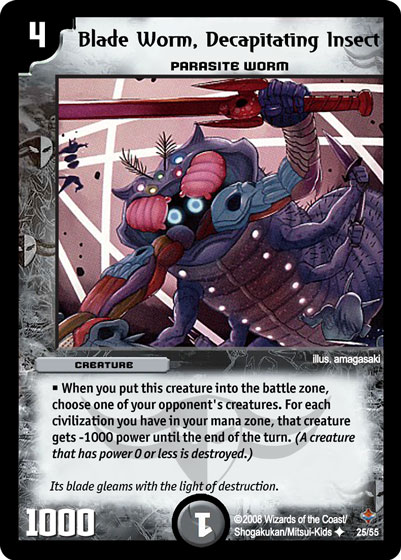 4
Blade Worm, Decapitating Insect
PARASITE WORM
illus. amagasaki
CREATURE
▪ When you put this creature into the battle zone,
choose one of your opponent's creatures. For each
civilization you have in your mana zone, that creature
gets -1000 power until the end of the turn. (A creature
that has power 0 or less is destroyed.)
Its blade gleams with the light of destruction.
1000
1
©2008 Wizards of the Coast/
Shogakukan/Mitsui-Kids ✦ 25/55